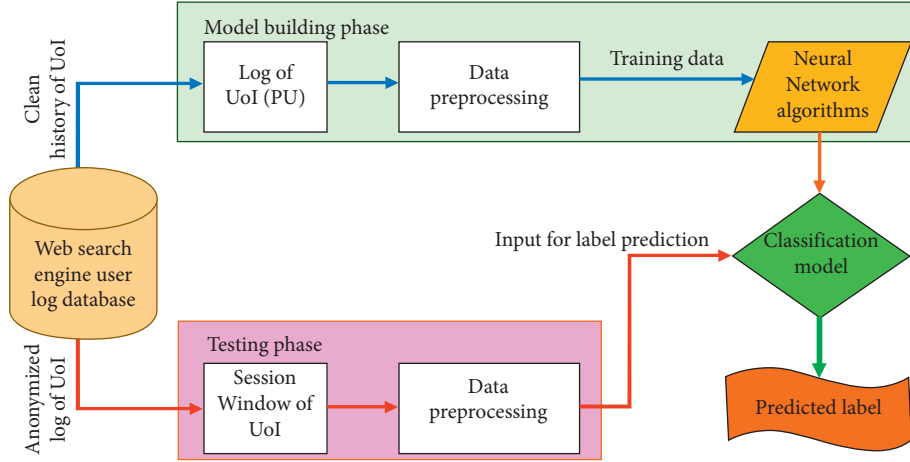 Model building phase
Clean
history of UoI
Log of
UoI (PU)
Data
preprocessing
Training data
Neural
Network
algorithms
Web search
engine user
log database
Input for label prediction
Classification
model
Anonymized
log of UoI
Testing phase
Session
Window of
UoI
Data
preprocessing
Predicted label